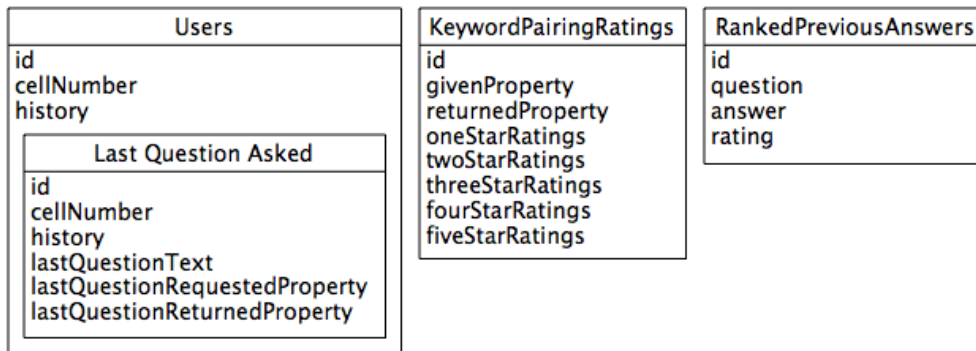 Users
id
cellNumber
history
Last Question Asked
id
cellNumber
history
lastQuestionText
lastQuestionRequestedProperty
lastQuestionReturnedProperty
KeywordPairingRatings
id
givenProperty
returnedProperty
oneStarRatings
twoStarRatings
threeStarRatings
fourStarRatings
fiveStarRatings
RankedPreviousAnswers
id
question
answer
rating